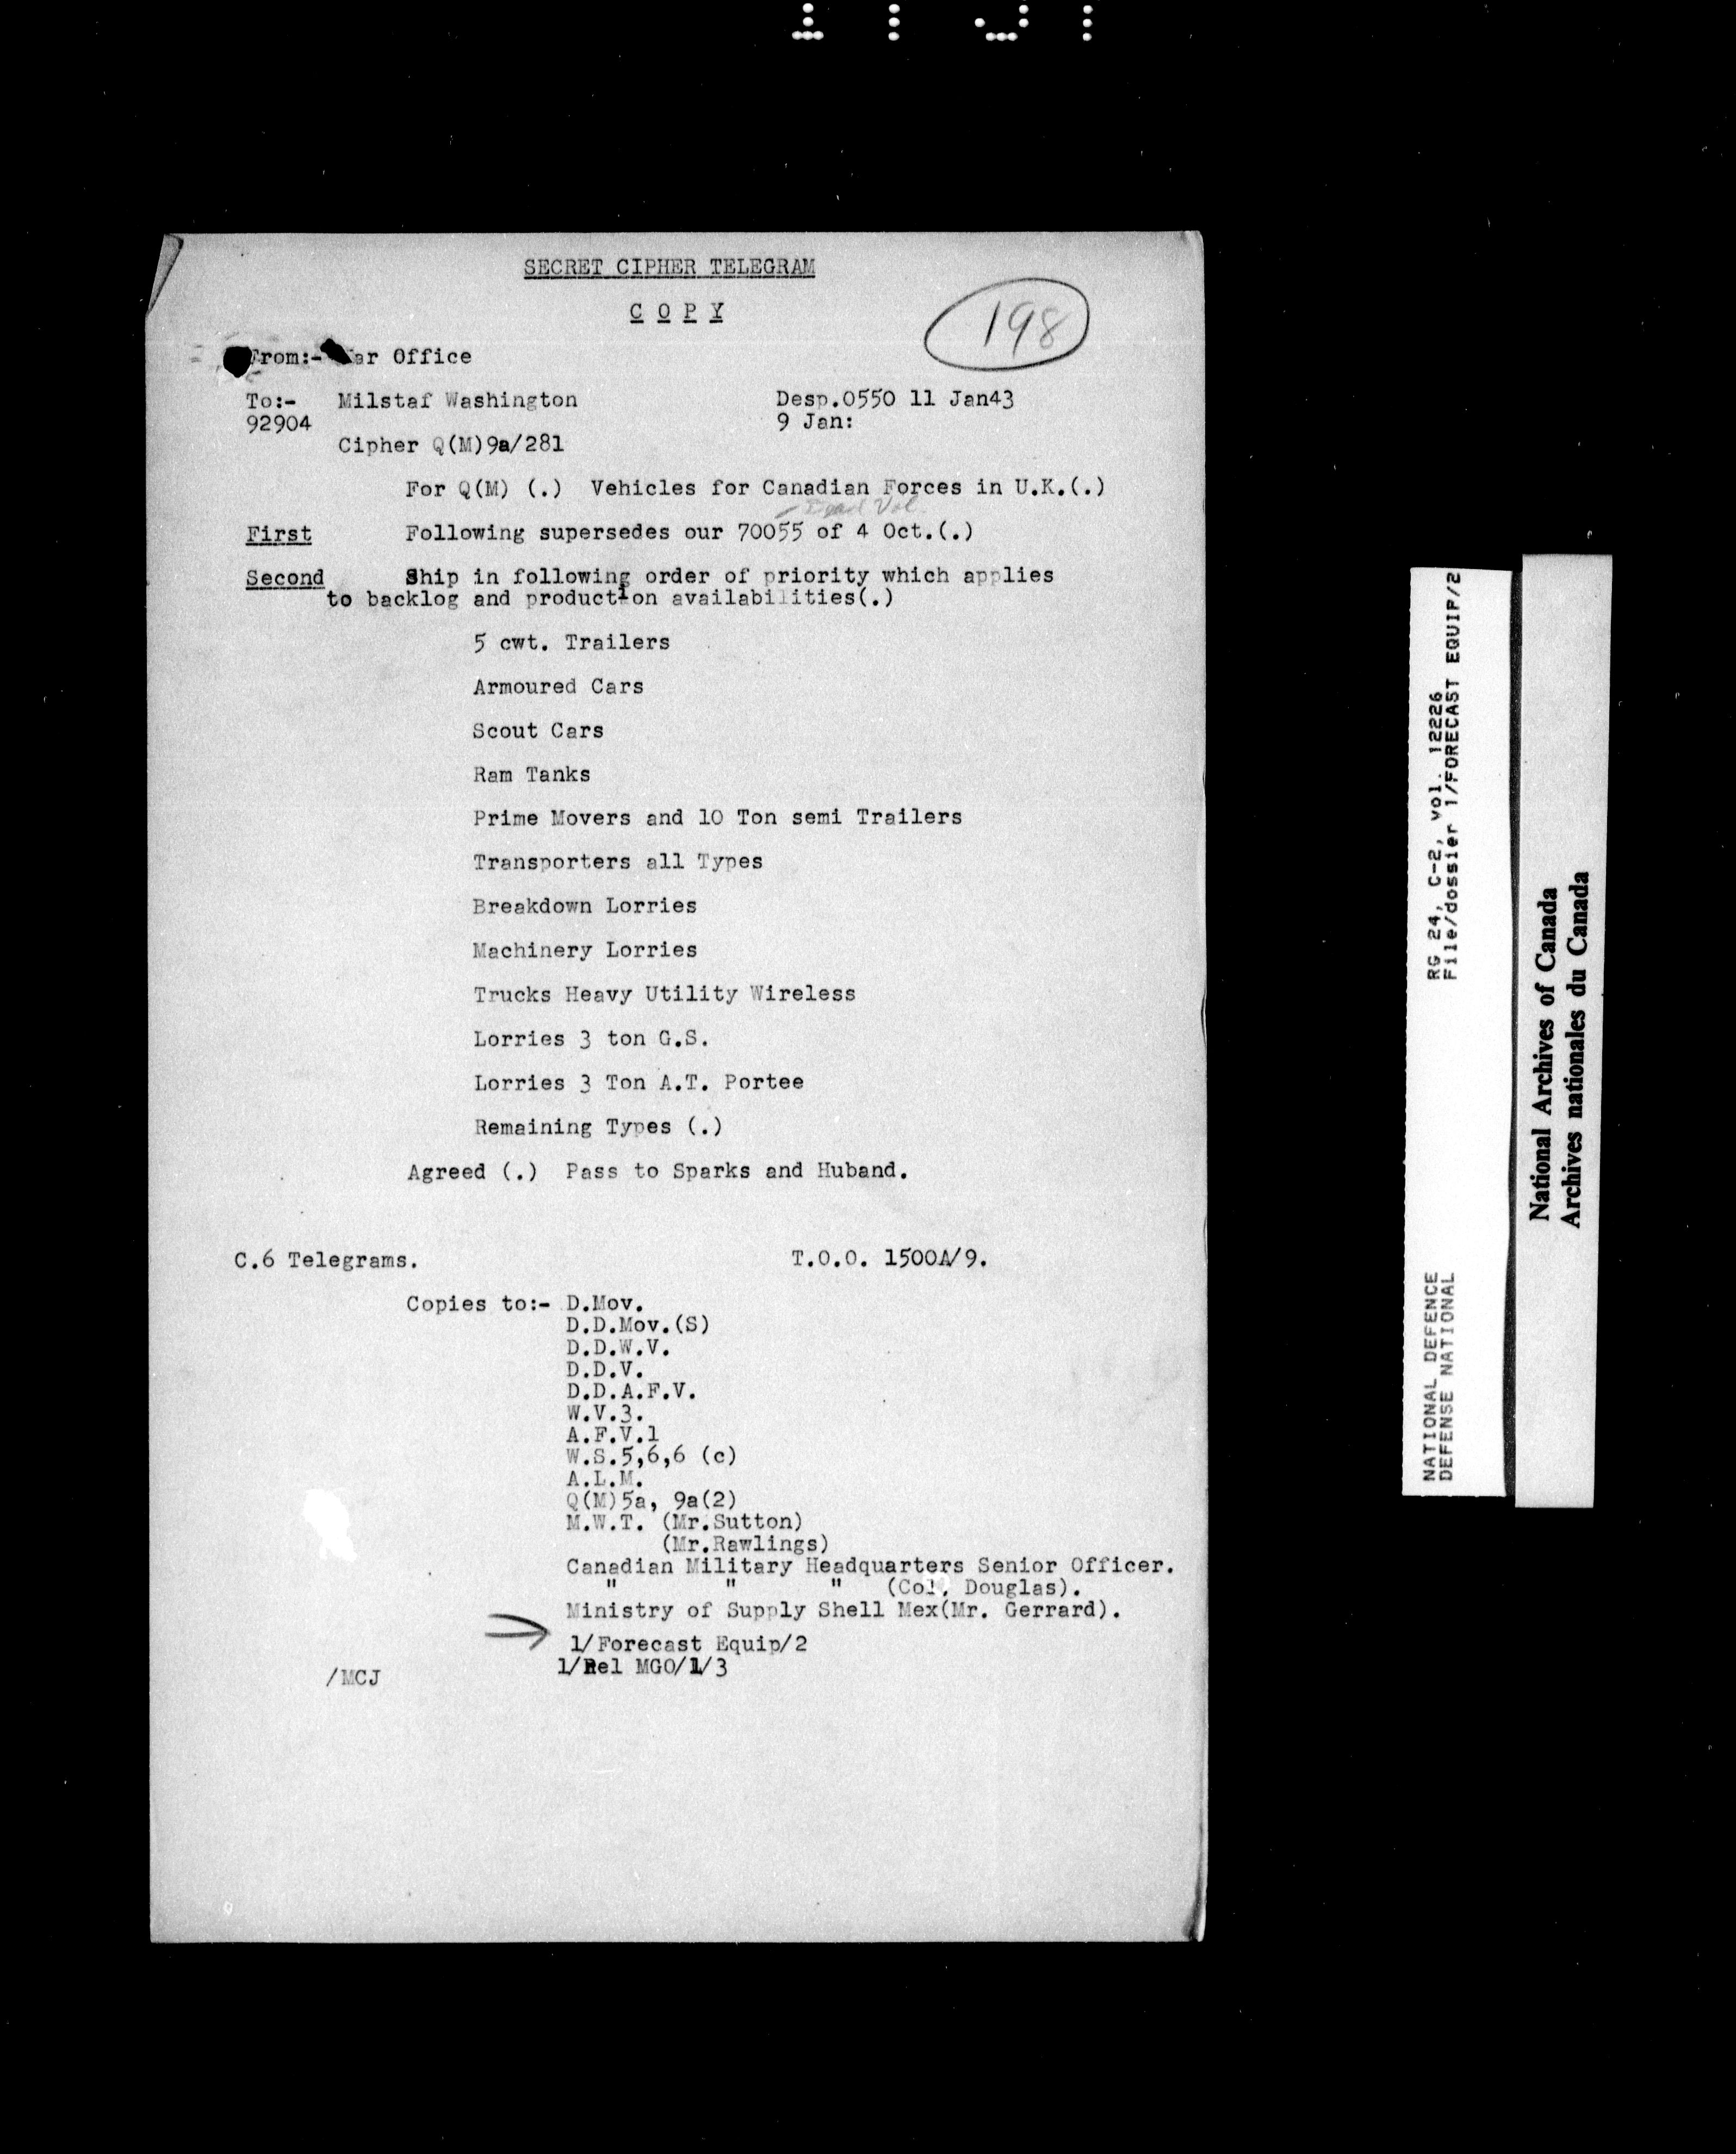 SECRET CIPHER TELEGRAM
C O P Y
198
From:- War Office
To:- Milstaf Washington Desp.0550 11 Jan43
92904 9 Jan:
Cipher Q(M)9a/281
For Q(M) (.) Vehicles for Canadian Forces in U.K.(.)
- Dead Vol.
First Following supersedes our 70055 of 4 Oct.(.)
Second Ship in following order of priority which applies
to backlog and production availabilities(.)
5 cwt. Trailers
Armoured Cars
Scout Cars
Ram Tanks
Prime Movers and 10 Ton semi Trailers
Transporters all Types
Breakdown Lorries
Machinery Lorries
Trucks Heavy Utility Wireless
Lorries 3 ton G.S.
Lorries 3 Ton A.T. Portee
Remaining Types (.)
Agreed (.) Pass to Sparks and Huband.
C.6 Telegrams. T.O.O. 1500A/9.
Copies to:- D.Mov.
D.D.Mov.(S)
D.D.W.V.
D.D.V.
D.D.A.F.V.
W.V.3.
A.F.V.1
W.S.5,6,6 (c)
A.L.M.
Q(M)5a, 9a(2)
M.W.T. (Mr.Sutton)
(Mr.Rawlings)
Canadian Military Headquarters Senior Officer.
" " " (Col. Douglas).
Ministry of Supply Shell Mex(Mr. Gerrard).
1/Forecast Equip/2
1/Rel MGO/1/3
/MCJ
RG 24, C-2, vol. 12226
File/dossier 1/FORECAST EQUIP/2
NATIONAL DEFENCE
DEFENSE NATIONAL
National Archives of Canada
Archives nationales du Canada